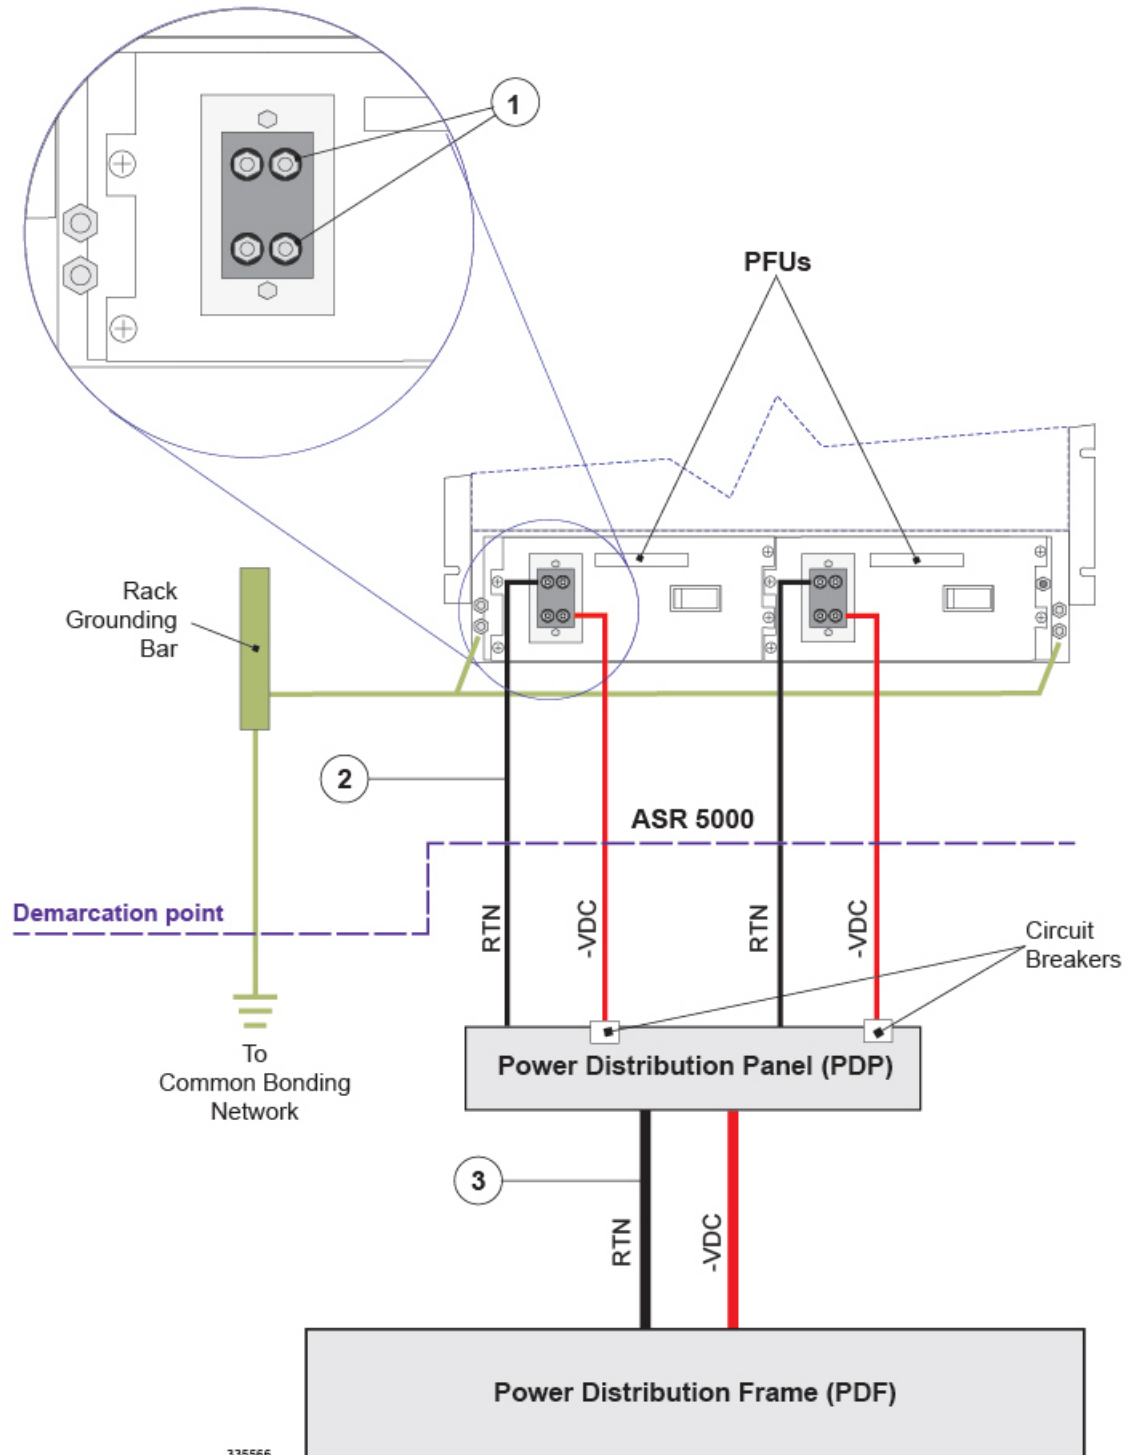 1
PFUs
Rack
Grounding
Bar
2
ASR 5000
Demarcation point
RTN
-VDC
RTN
-VDC
Circuit
Breakers
To
Common Bonding
Network
Power Distribution Panel (PDP)
3
RTN
-VDC
Power Distribution Frame (PDF)
335566